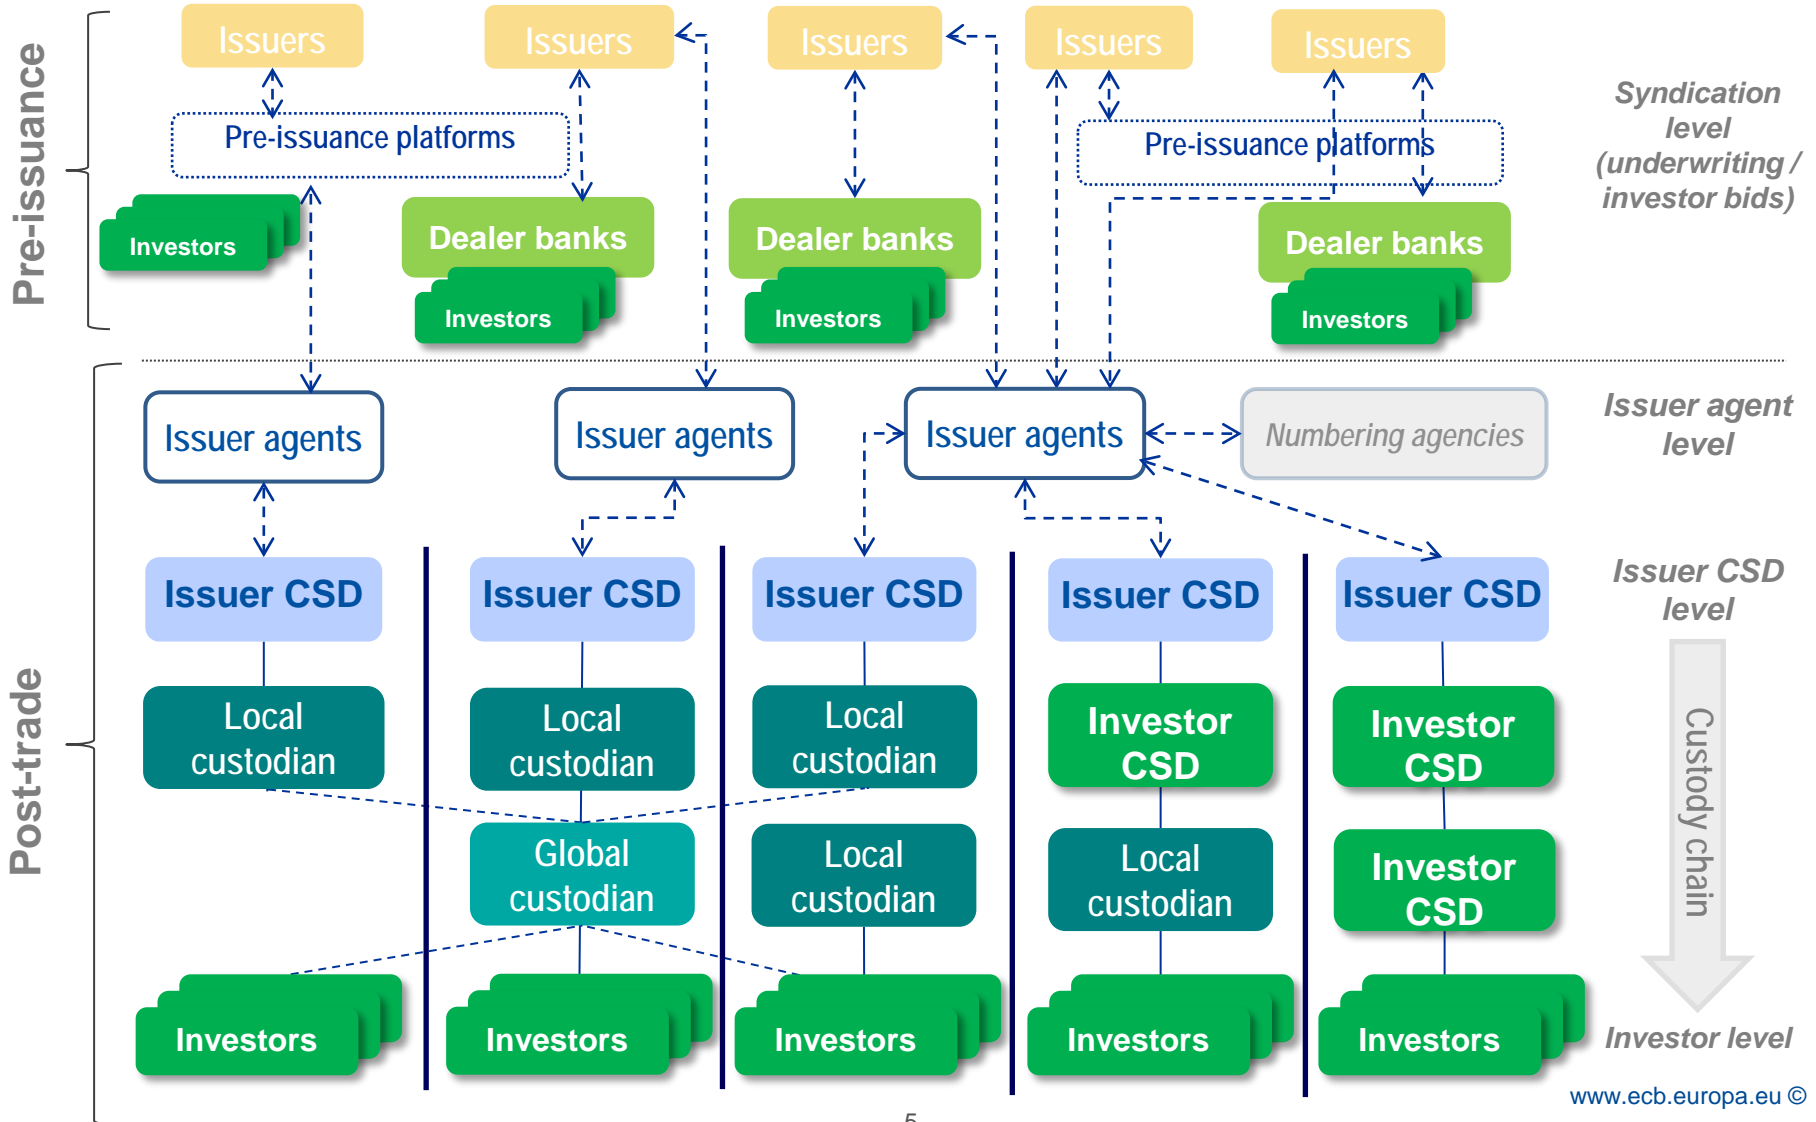 Pre-issuance
Issuers
Issuers
Issuers
Issuers
Issuers
Syndication
level
(underwriting /
investor bids)
Pre-issuance platforms
Pre-issuance platforms
Investors
Dealer banks
Dealer banks
Dealer banks
Investors
Investors
Investors
Post-trade
Issuer agents
Issuer agents
Issuer agents
Numbering agencies
Issuer agent
level
Issuer CSD
Issuer CSD
Issuer CSD
Issuer CSD
Issuer CSD
Issuer CSD
level
Local
custodian
Local
custodian
Local
custodian
Investor
CSD
Investor
CSD
Custody chain
Global
custodian
Local
custodian
Local
custodian
Investor
CSD
Investors
Investors
Investors
Investors
Investors
Investor level
www.ecb.europa.eu ©
5